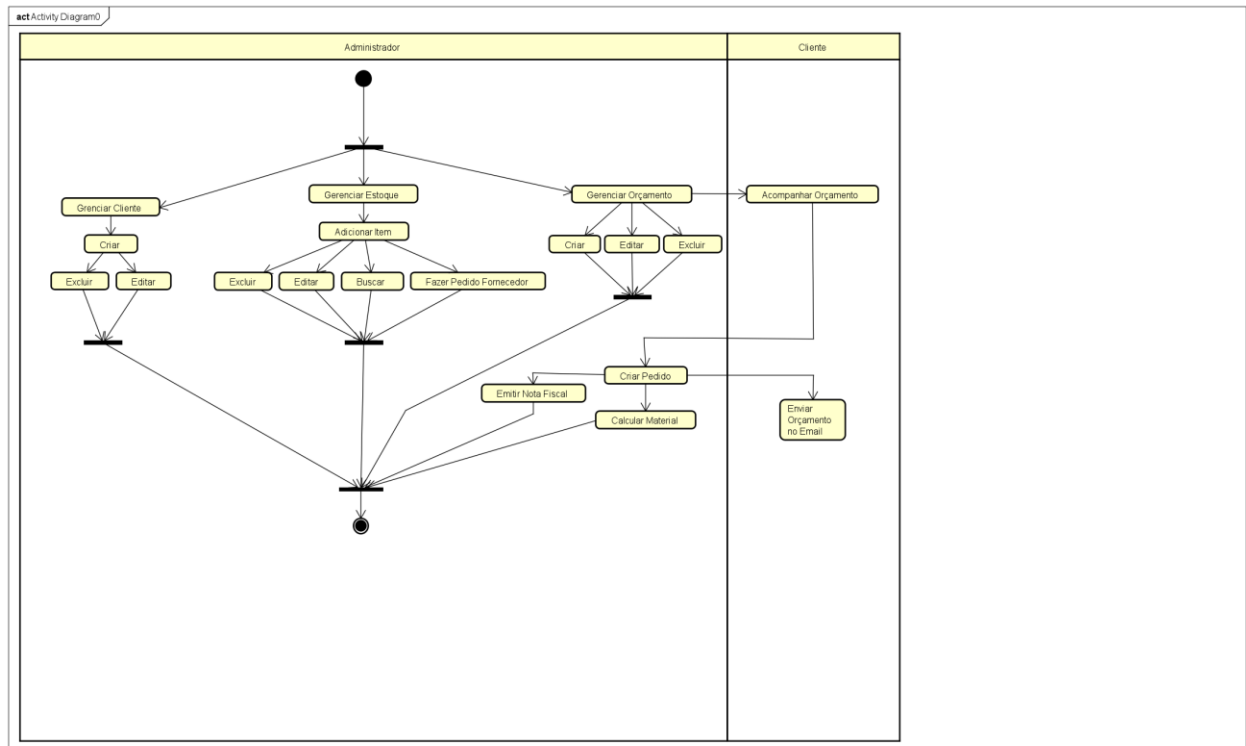 act Activity Diagram0
Administrador
Cliente
Grenciar Cliente
Gerenciar Estoque
Gerenciar Orçamento
Acompanhar Orçamento
Criar
Adicionar Item
Criar
Editar
Excluir
Excluir
Editar
Excluir
Editar
Buscar
Fazer Pedido Fornecedor
Criar Pedido
Emitir Nota Fiscal
Calcular Material
Enviar
Orçamento
no Email